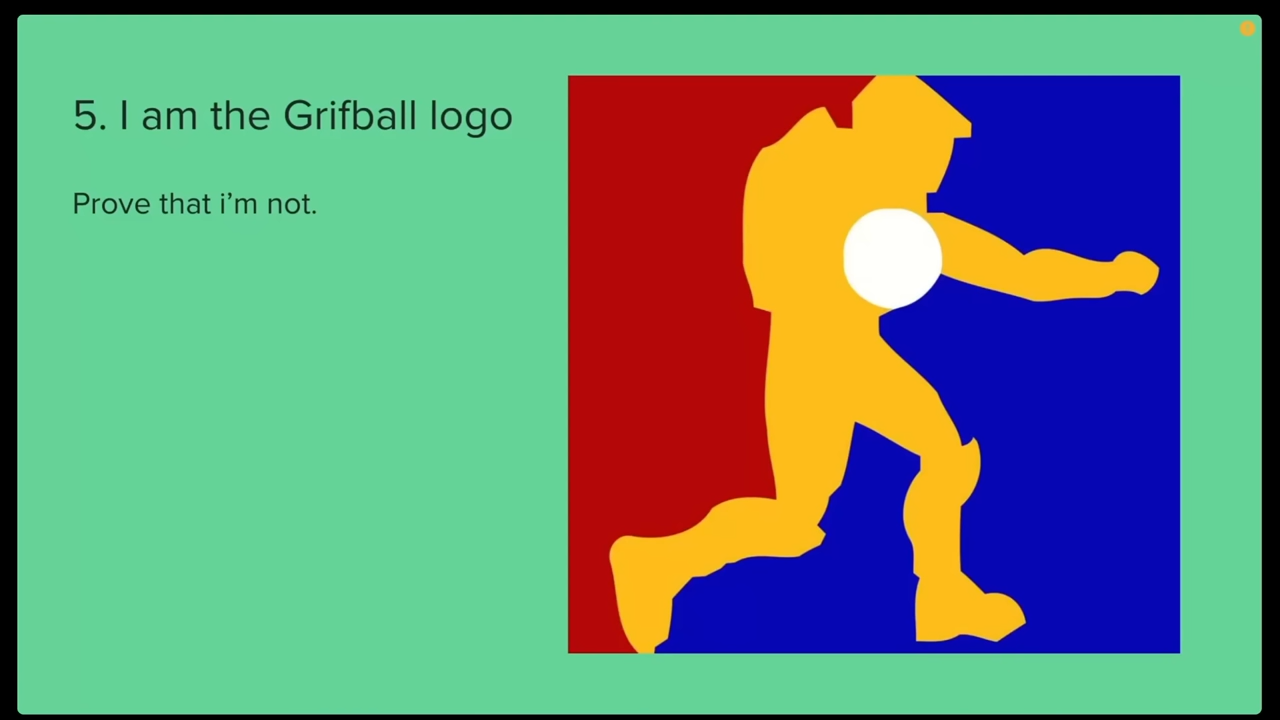 5. I am the Grifball logo
Prove that i’m not.